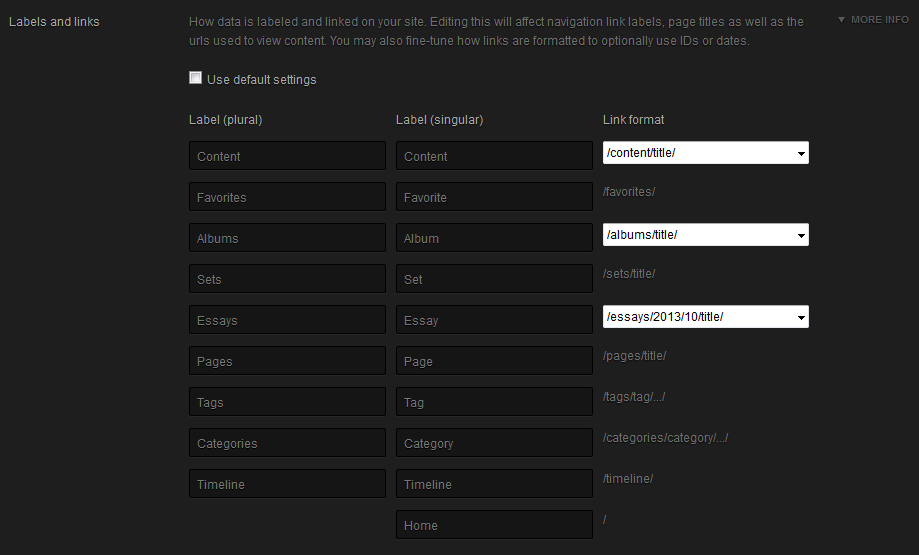 Labels and links
How data is labeled and linked on your site. Editing this will affect navigation link labels, page titles as well as the
urls used to view content. You may also fine-tune how links are formatted to optionally use IDs or dates.
▼ MORE INFO
Use default settings
Label (plural) Label (singular) Link format
Content Content /content/title/
Favorites Favorite /favorites/
Albums Album /albums/title/
Sets Set /sets/title/
Essays Essay /essays/2013/10/title/
Pages Page /pages/title/
Tags Tag /tags/tag/.../
Categories Category /categories/category/.../
Timeline Timeline /timeline/
Home /